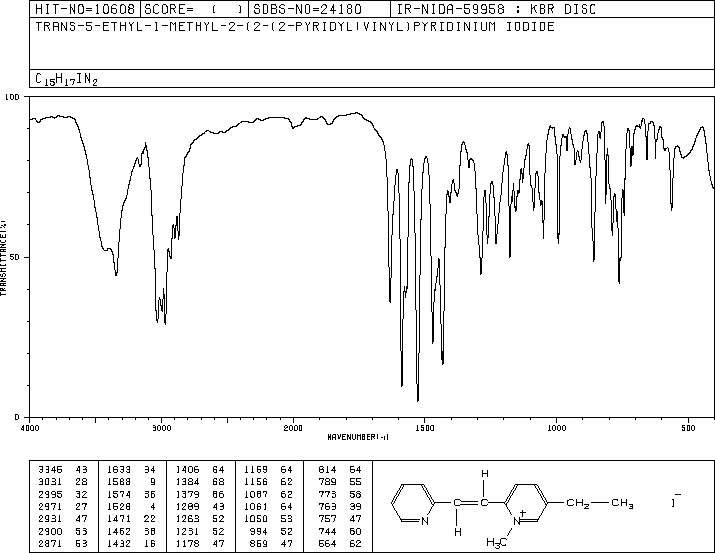 HIT-NO=10608 SCORE= ( ) SDBS-NO=24180 IR-NIDA-59958 : KBR DISC
TRANS-5-ETHYL-1-METHYL-2-(2-(2-PYRIDYL)VINYL)PYRIDINIUM IODIDE
C15H17IN2
100
50
0
TRANSMITTANCE(%)
4000 3000 2000 1500 1000 500
WAVENUMBER(-1)
3345 43 1633 34 1406 64 1169 64 814 64
3031 28 1588 9 1384 68 1156 62 789 55
2995 32 1574 36 1379 66 1087 62 773 58
2971 27 1528 4 1289 43 1061 64 763 39
2931 47 1471 22 1263 52 1050 53 757 47
2900 53 1462 38 1231 52 994 52 744 60
2871 53 1432 16 1178 47 859 47 564 62
H
C C CH2 CH3 I-
N H N+
H3C